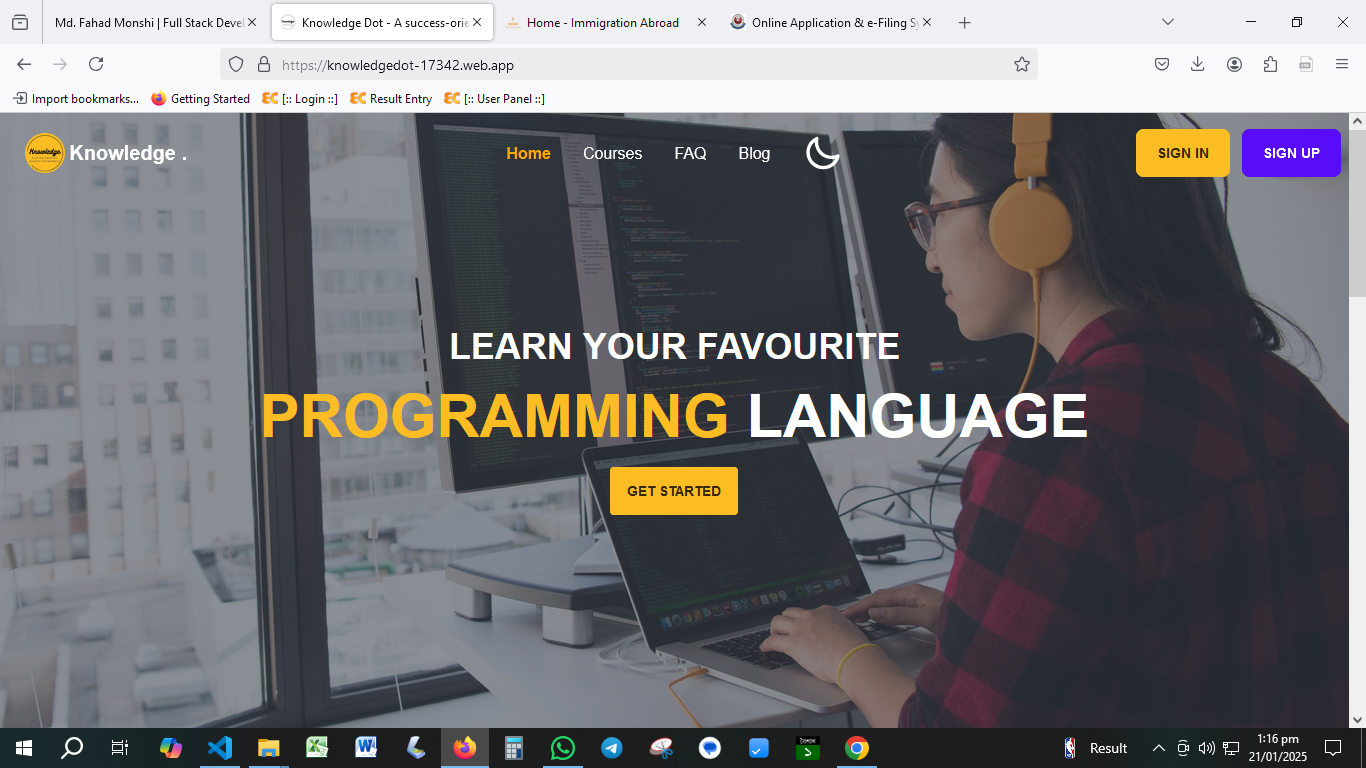 Md. Fahad Monshi | Full Stack Devel
Knowledge Dot - A success-orie
Home - Immigration Abroad
Online Application & e-Filing Sy
https://knowledgedot-17342.web.app
Import bookmarks...
Getting Started
[:: Login ::]
Result Entry
[:: User Panel ::]
Knowledge
Knowledge .
Home
Courses
FAQ
Blog
SIGN IN
SIGN UP
LEARN YOUR FAVOURITE
PROGRAMMING LANGUAGE
GET STARTED
Result
1:16 pm
21/01/2025